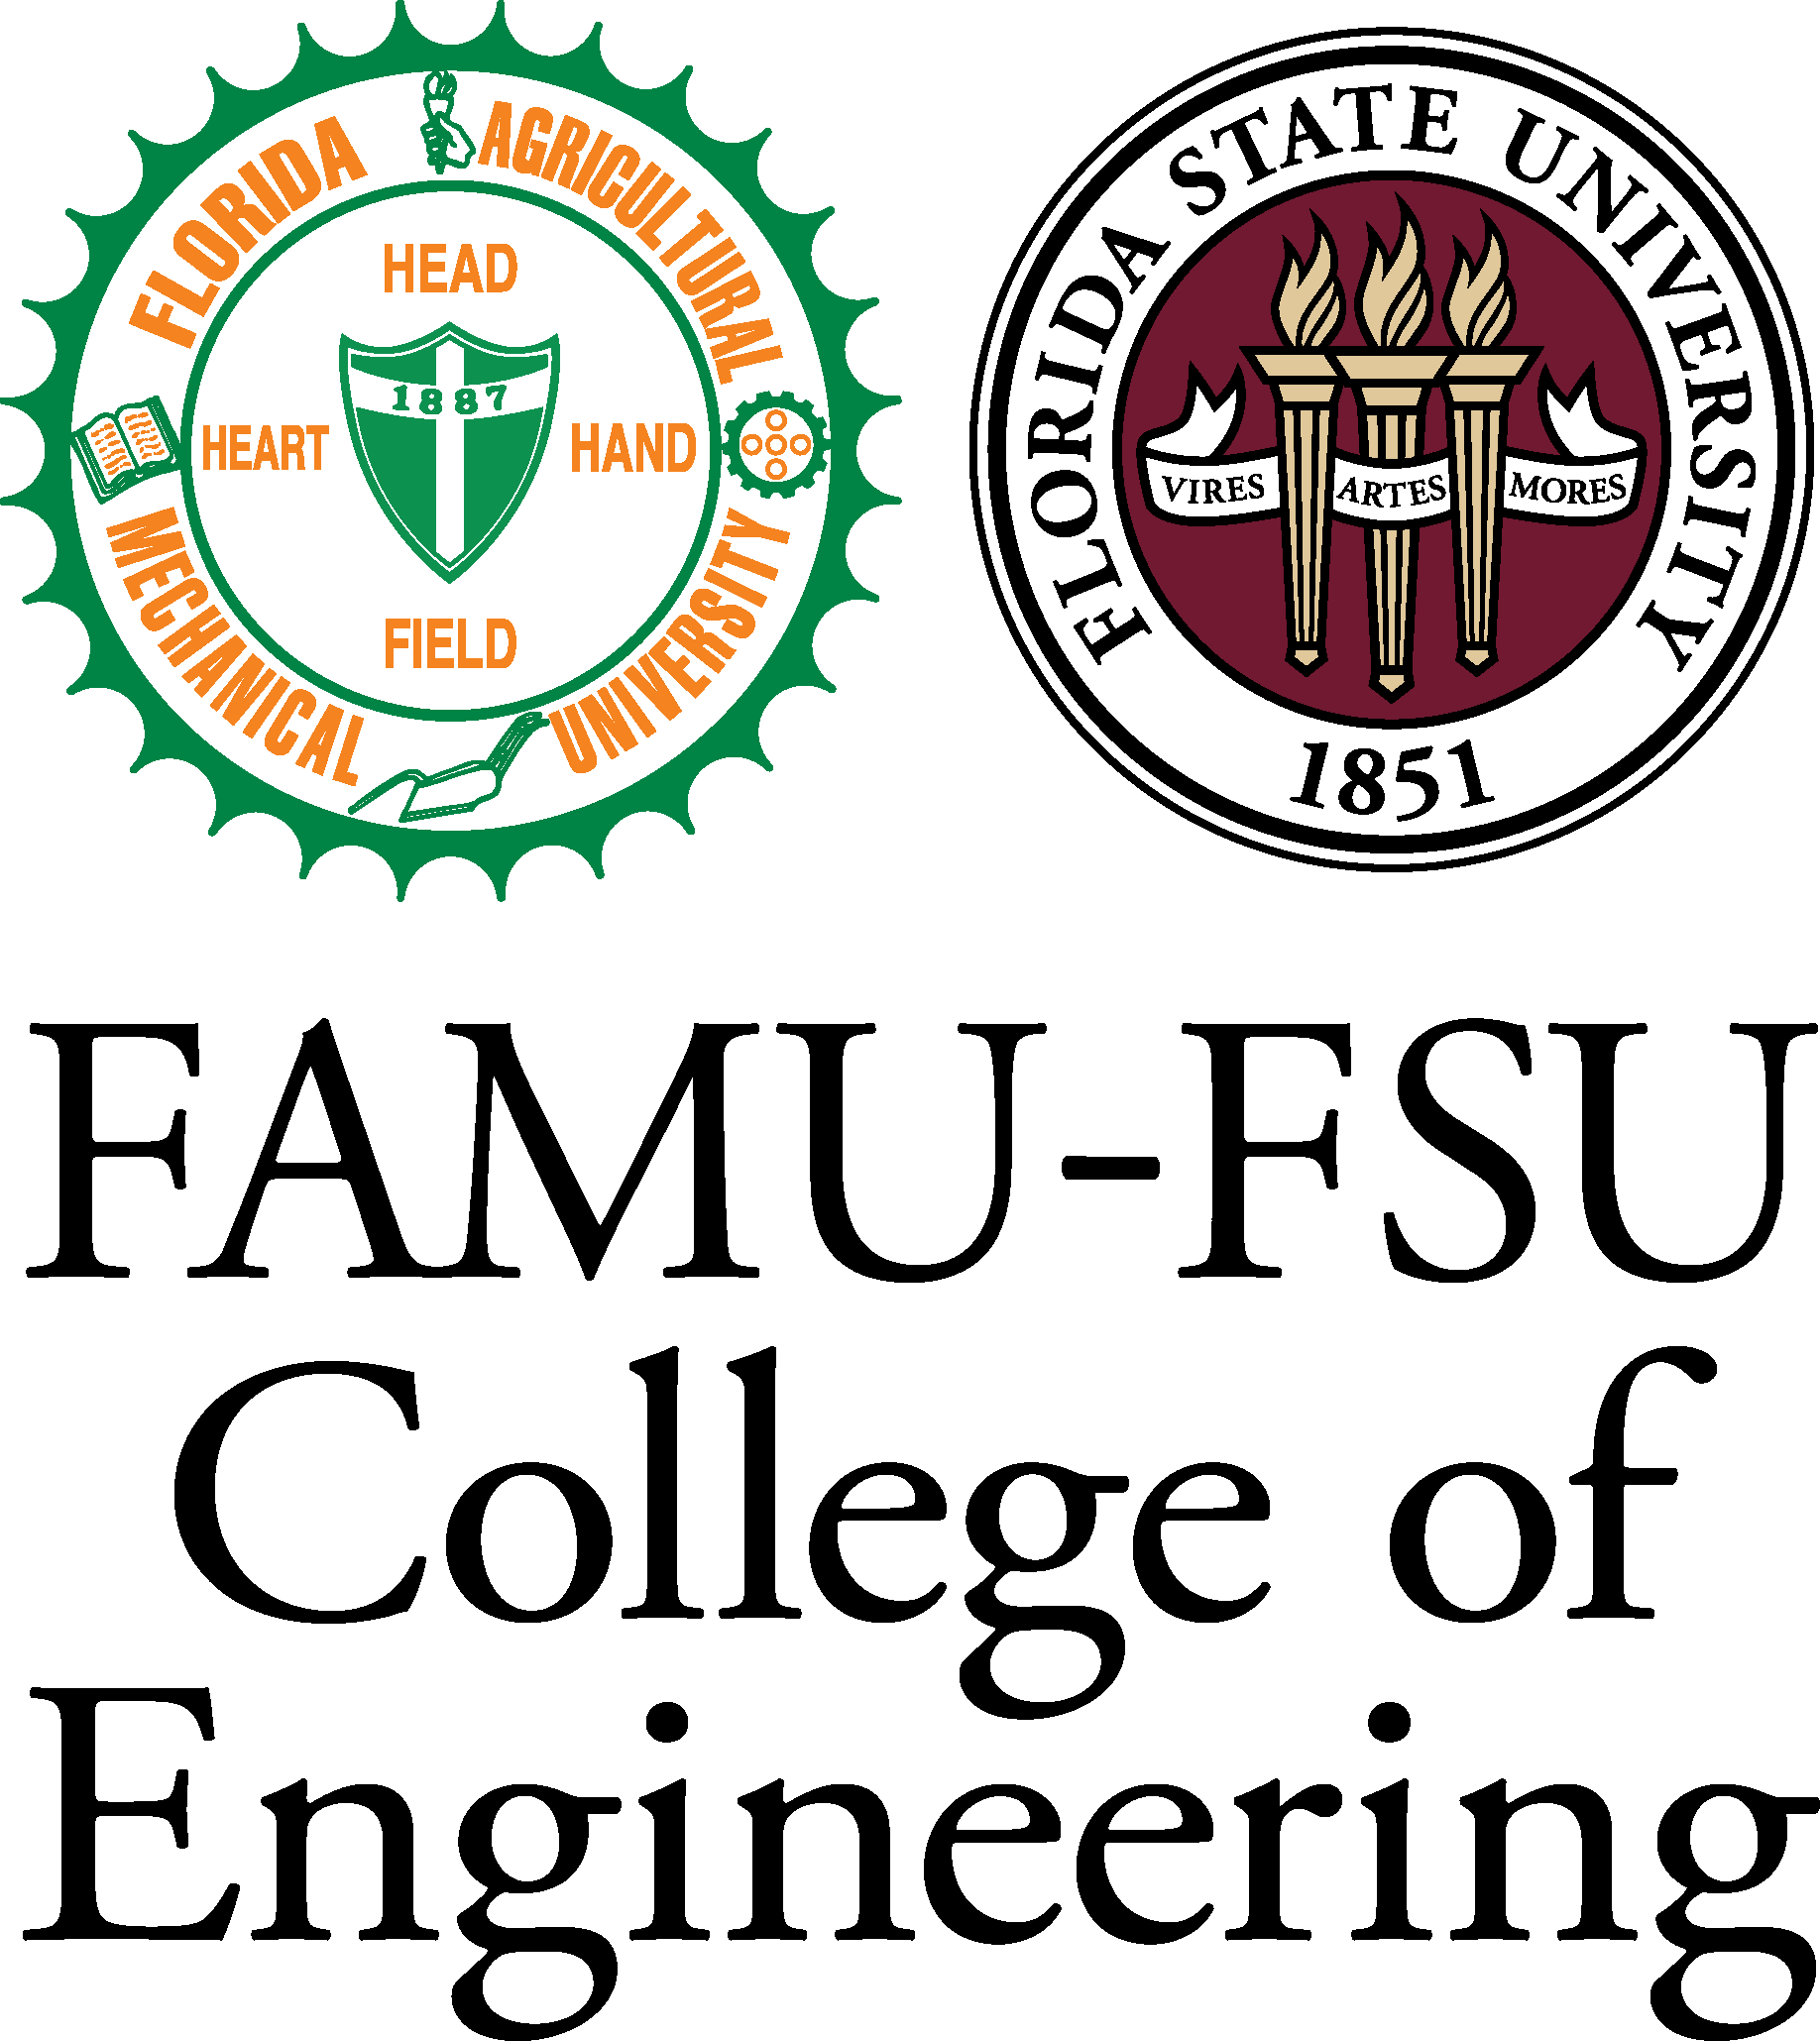 FLORIDA AGRICULTURAL
MECHANICAL UNIVERSITY
HEAD
1887
HEART HAND
FIELD
FLORIDA STATE UNIVERSITY
VIRES ARTES MORES
1851
FAMU-FSU
College of
Engineering